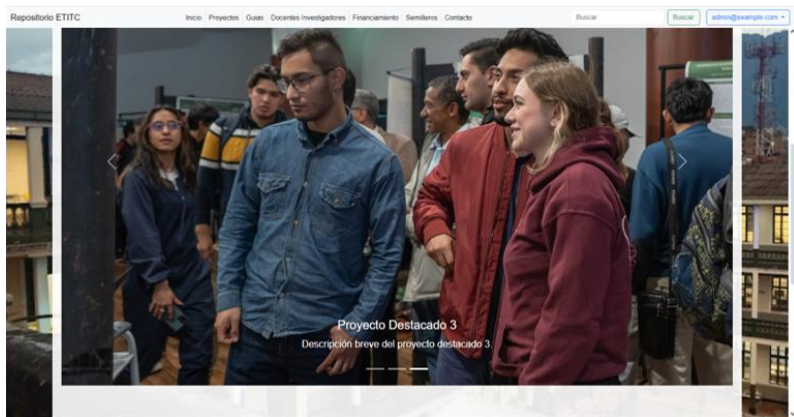 Repositorio ETITC
Inicio Proyectos Guias Docentes Investigadores Financiamiento Semilleros Contacto
Buscar
Buscar
admin@example.com
Proyecto Destacado 3
Descripción breve del proyecto destacado 3.